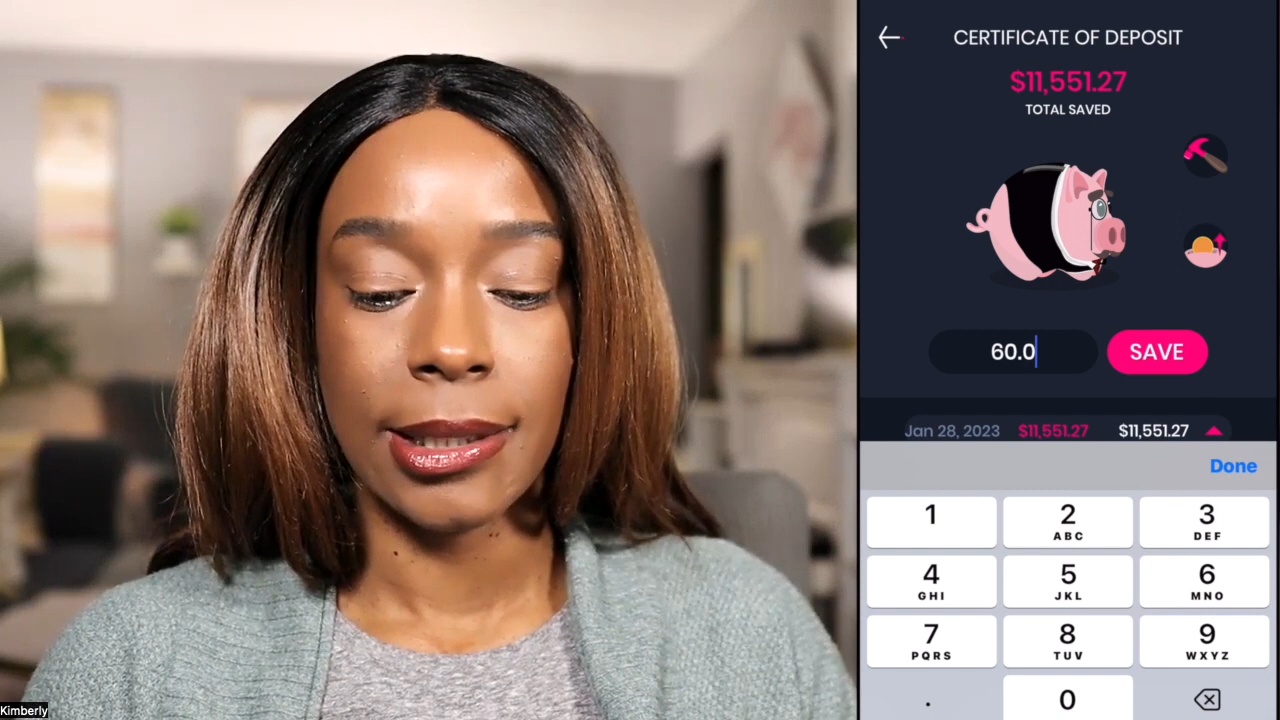 Kimberly
CERTIFICATE OF DEPOSIT
$11,551.27
TOTAL SAVED
60.0
SAVE
Jan 28, 2023 $11,551.27 $11,551.27
Done
1 2 3
ABC DEF
4 5 6
GHI JKL MNO
7 8 9
PQRS TUV WXYZ
. 0